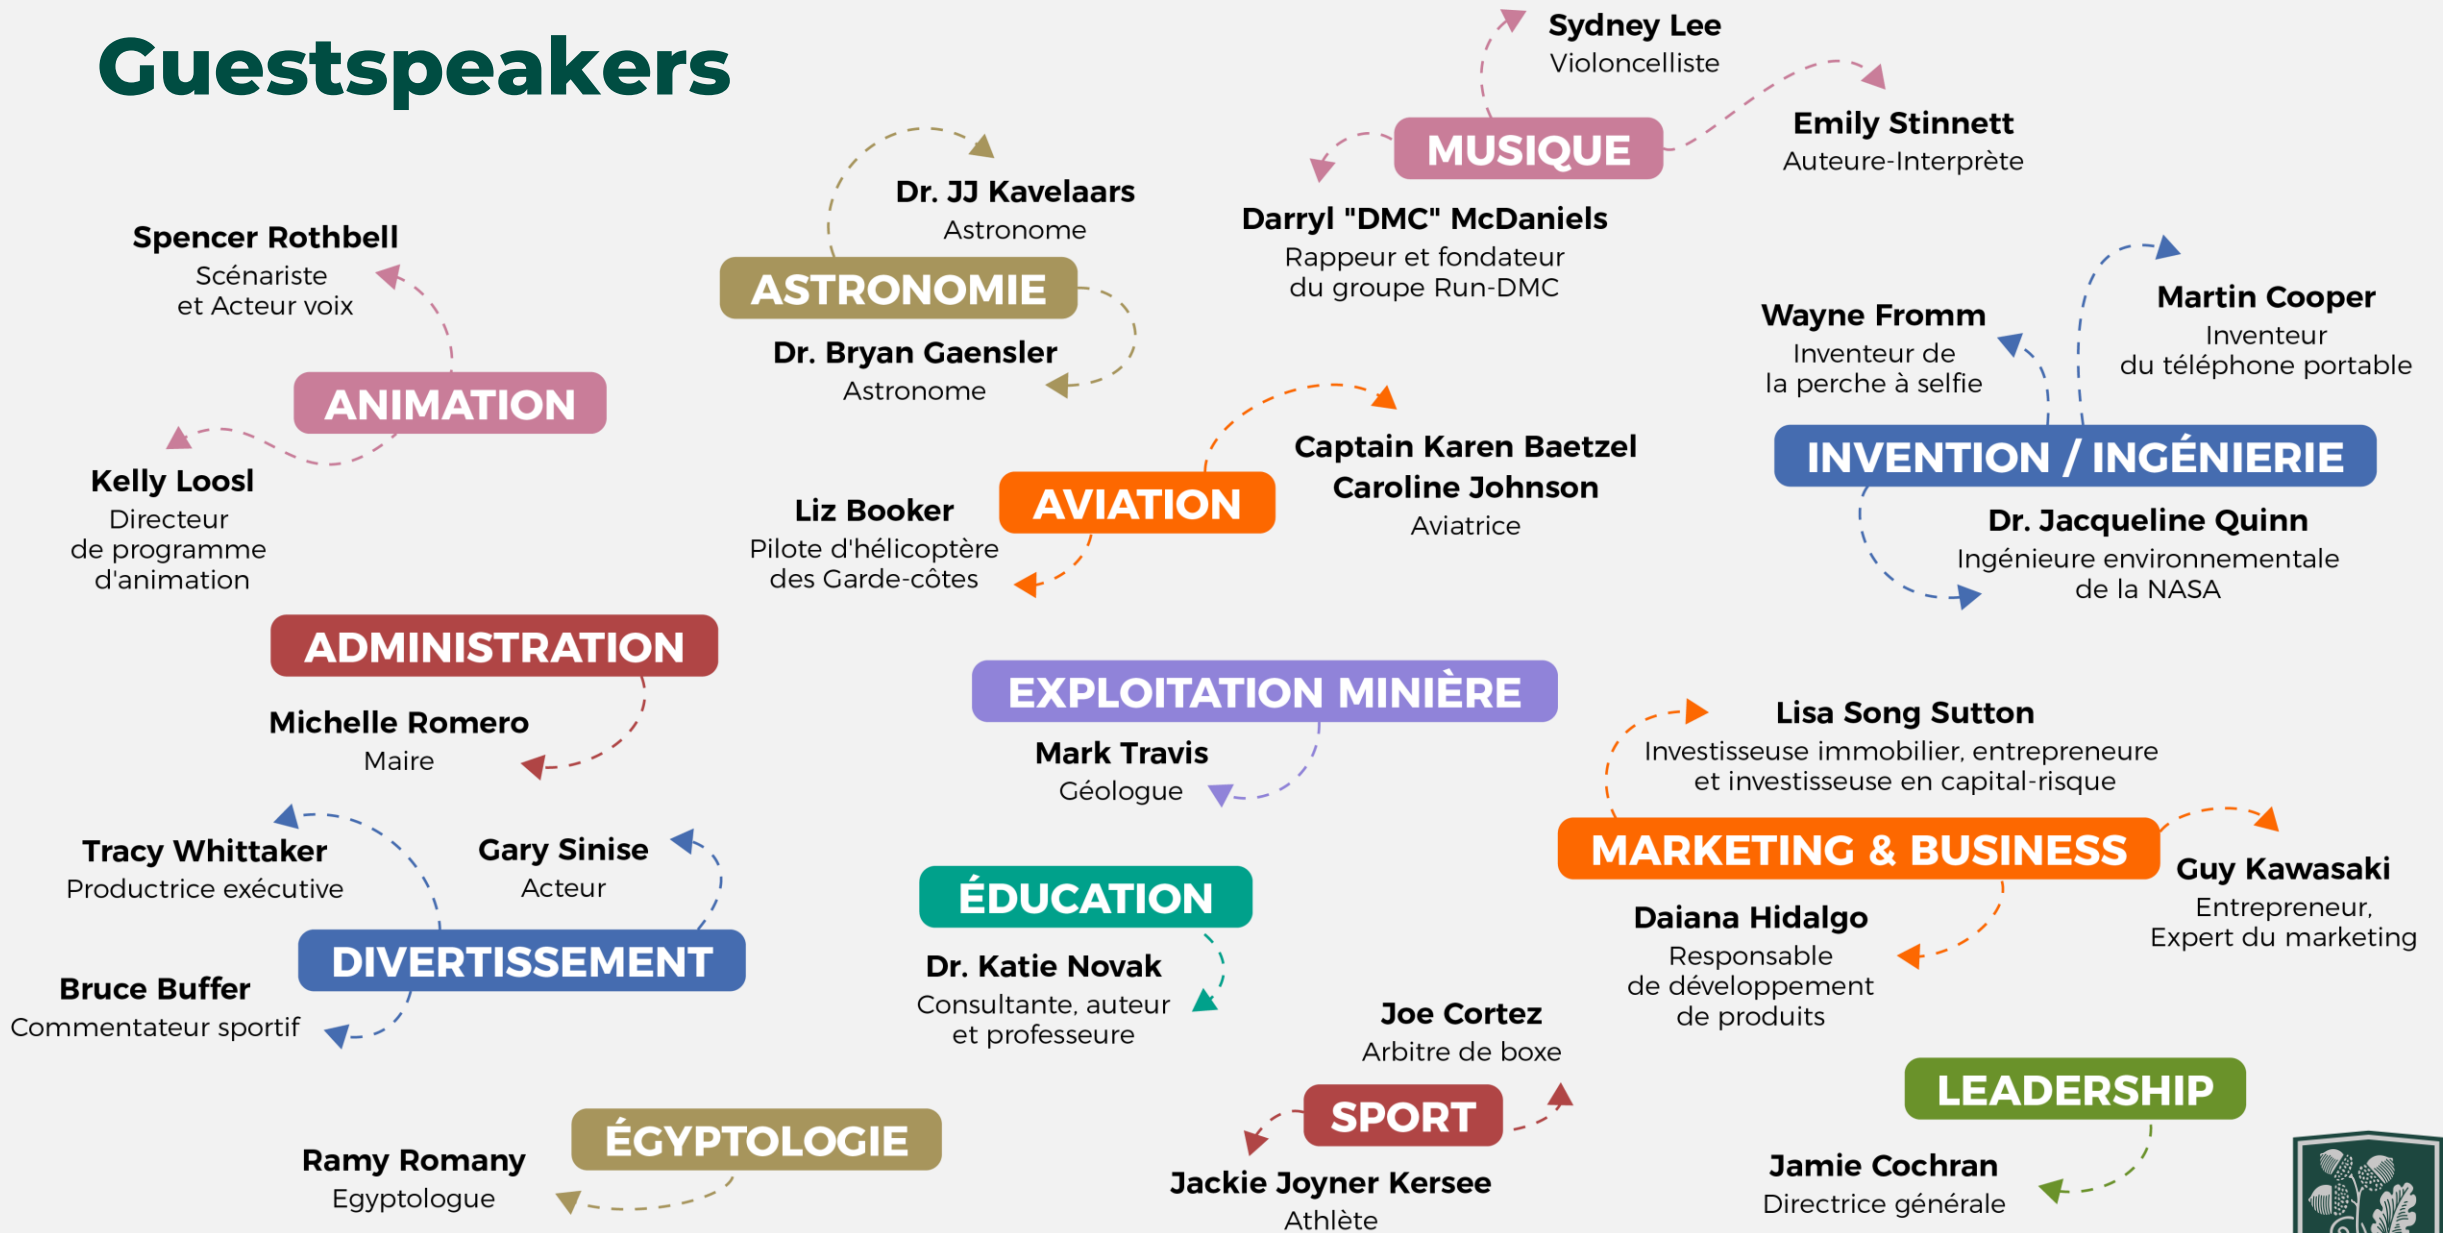 Guestspeakers
MUSIQUE
Sydney Lee
Violoncelliste
Emily Stinnett
Auteure-Interprète
Darryl "DMC" McDaniels
Rappeur et fondateur
du groupe Run-DMC
ASTRONOMIE
Dr. JJ Kavelaars
Astronome
Dr. Bryan Gaensler
Astronome
ANIMATION
Spencer Rothbell
Scénariste
et Acteur voix
Kelly Loosl
Directeur
de programme
d'animation
AVIATION
Captain Karen Baetzel
Caroline Johnson
Aviatrice
Liz Booker
Pilote d'hélicoptère
des Garde-côtes
INVENTION / INGÉNIERIE
Wayne Fromm
Inventeur de
la perche à selfie
Martin Cooper
Inventeur
du téléphone portable
Dr. Jacqueline Quinn
Ingénieure environnementale
de la NASA
ADMINISTRATION
Michelle Romero
Maire
EXPLOITATION MINIÈRE
Mark Travis
Géologue
MARKETING & BUSINESS
Lisa Song Sutton
Investisseuse immobilier, entrepreneure
et investisseuse en capital-risque
Guy Kawasaki
Entrepreneur,
Expert du marketing
Daiana Hidalgo
Responsable
de développement
de produits
DIVERTISSEMENT
Tracy Whittaker
Productrice exécutive
Gary Sinise
Acteur
Bruce Buffer
Commentateur sportif
ÉDUCATION
Dr. Katie Novak
Consultante, auteur
et professeure
SPORT
Joe Cortez
Arbitre de boxe
Jackie Joyner Kersee
Athlète
LEADERSHIP
Jamie Cochran
Directrice générale
ÉGYPTOLOGIE
Ramy Romany
Egyptologue